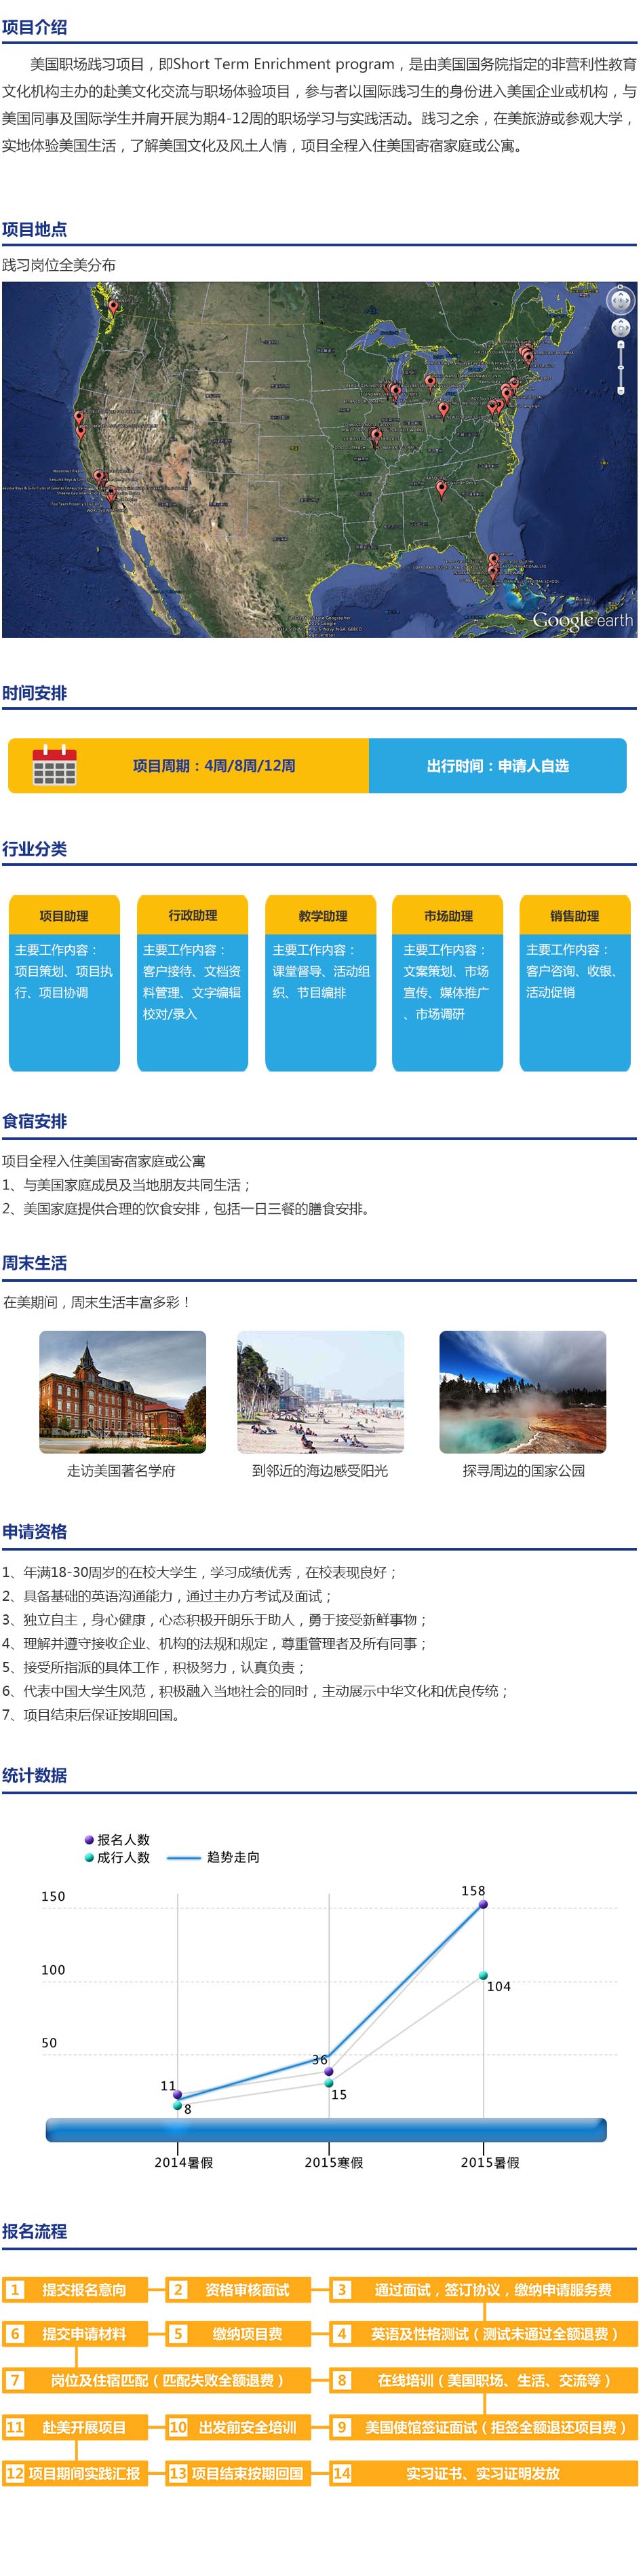 项目介绍
美国职场践习项目，即Short Term Enrichment program，是由美国国务院指定的非营利性教育
文化机构主办的赴美文化交流与职场体验项目，参与者以国际践习生的身份进入美国企业或机构，与
美国同事及国际学生并肩开展为期4-12周的职场学习与实践活动。践习之余，在美旅游或参观大学，
实地体验美国生活，了解美国文化及风土人情，项目全程入住美国寄宿家庭或公寓。
项目地点
践习岗位全美分布
Google earth
时间安排
项目周期：4周/8周/12周
出行时间：申请人自选
行业分类
项目助理
主要工作内容：
项目策划、项目执
行、项目协调
行政助理
主要工作内容：
客户接待、文档资
料管理、文字编辑
校对/录入
教学助理
主要工作内容：
课堂督导、活动组
织、节目编排
市场助理
主要工作内容：
文案策划、市场
宣传、媒体推广
、市场调研
销售助理
主要工作内容：
客户咨询、收银、
活动促销
食宿安排
项目全程入住美国寄宿家庭或公寓
1、与美国家庭成员及当地朋友共同生活；
2、美国家庭提供合理的饮食安排，包括一日三餐的膳食安排。
周末生活
在美期间，周末生活丰富多彩！
走访美国著名学府
到邻近的海边感受阳光
探寻周边的国家公园
申请资格
1、年满18-30周岁的在校大学生，学习成绩优秀，在校表现良好；
2、具备基础的英语沟通能力，通过主办方考试及面试；
3、独立自主，身心健康，心态积极开朗乐于助人，勇于接受新鲜事物；
4、理解并遵守接收企业、机构的法规和规定，尊重管理者及所有同事；
5、接受所指派的具体工作，积极努力，认真负责；
6、代表中国大学生风范，积极融入当地社会的同时，主动展示中华文化和优良传统；
7、项目结束后保证按期回国。
统计数据
报名人数
成行人数
趋势走向
150
100
50
158
104
36
15
11
8
2014暑假
2015寒假
2015暑假
报名流程
1 提交报名意向
2 资格审核面试
3 通过面试，签订协议，缴纳申请服务费
6 提交申请材料
5 缴纳项目费
4 英语及性格测试（测试未通过全额退费）
7 岗位及住宿匹配（匹配失败全额退费）
8 在线培训（美国职场、生活、交流等）
11 赴美开展项目
10 出发前安全培训
9 美国使馆签证面试（拒签全额退还项目费）
12 项目期间实践汇报
13 项目结束按期回国
14 实习证书、实习证明发放